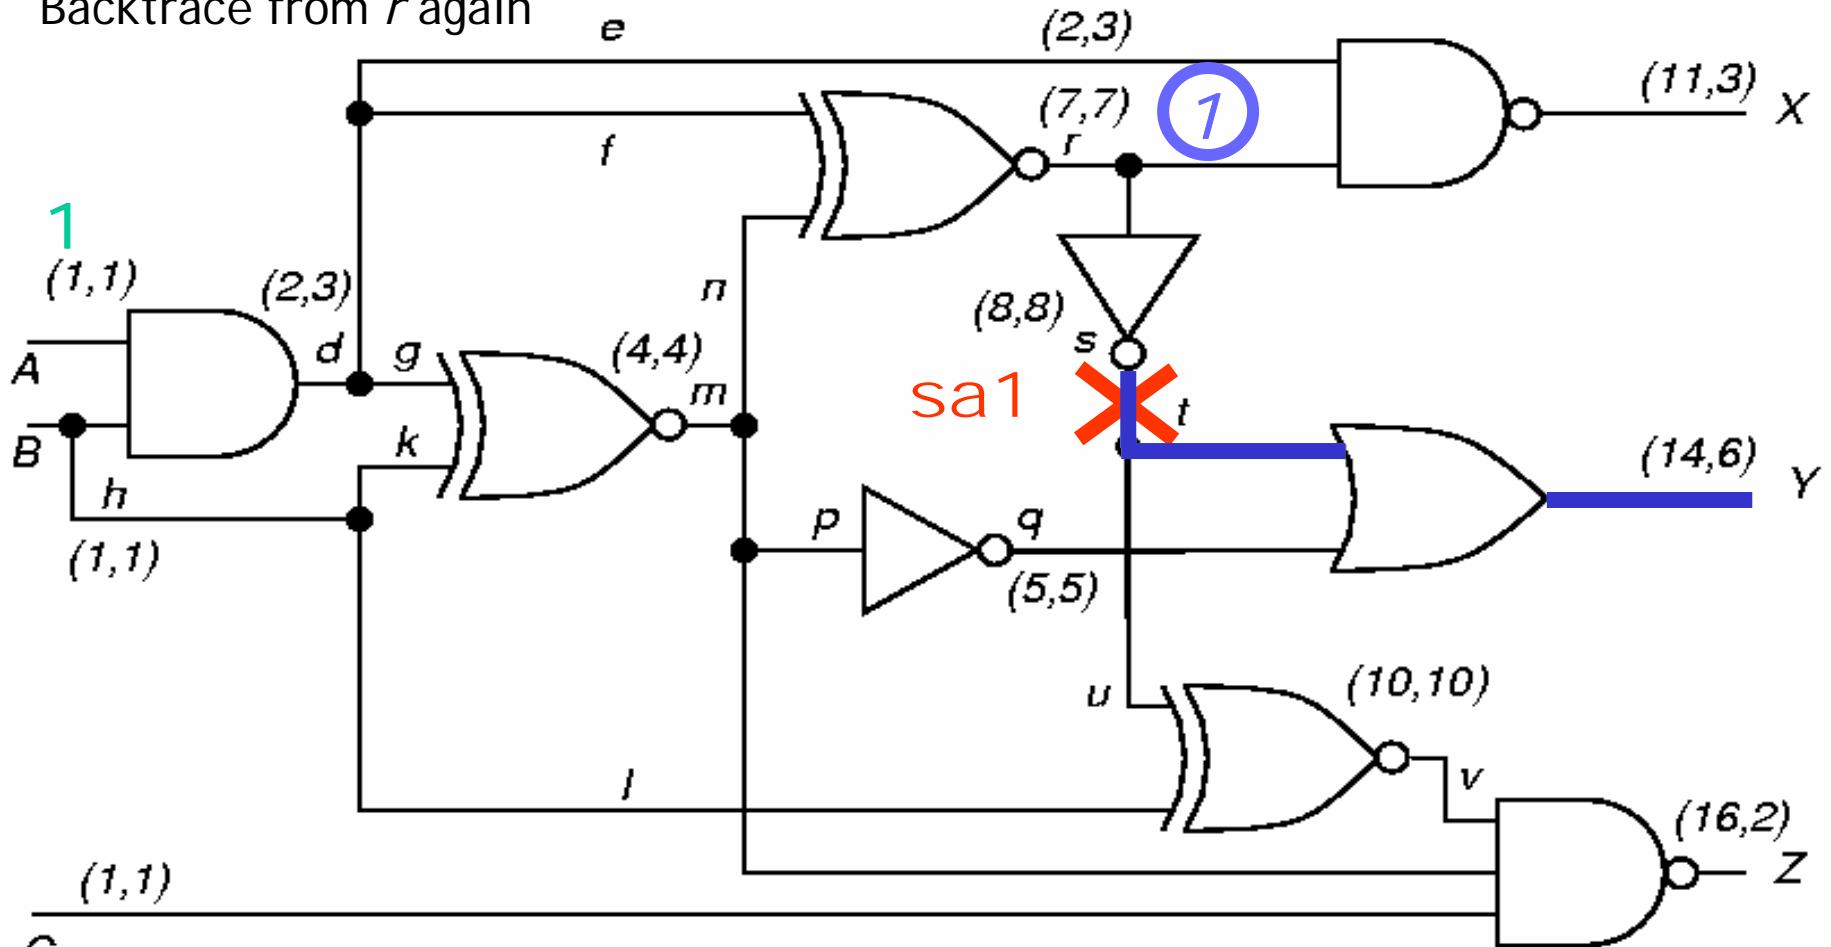 Backtrace from r again
e
(2,3)
(11,3)
X
(7,7)
1
r
f
1
(1,1)
(2,3)
n
(8,8)
s
A
d
g
(4,4)
m
sa1
t
B
k
(14,6)
Y
h
p
q
(1,1)
(5,5)
u
(10,10)
l
v
(16,2)
Z
(1,1)